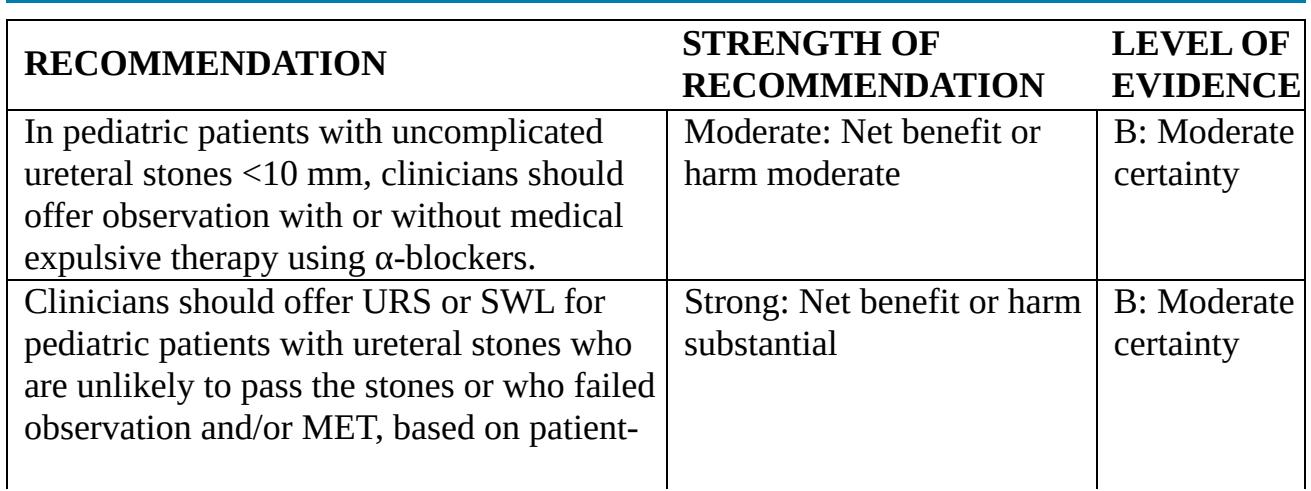 RECOMMENDATION
STRENGTH OF
RECOMMENDATION
LEVEL OF
EVIDENCE
In pediatric patients with uncomplicated
ureteral stones <10 mm, clinicians should
offer observation with or without medical
expulsive therapy using α-blockers.
Moderate: Net benefit or
harm moderate
B: Moderate
certainty
Clinicians should offer URS or SWL for
pediatric patients with ureteral stones who
are unlikely to pass the stones or who failed
observation and/or MET, based on patient-
Strong: Net benefit or harm
substantial
B: Moderate
certainty